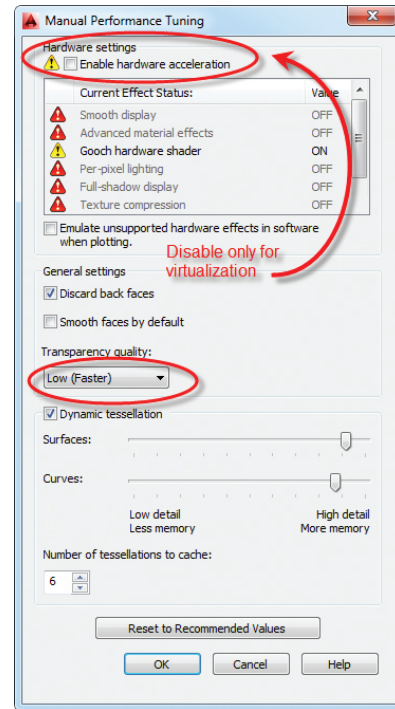 Manual Performance Tuning
Hardware settings
Enable hardware acceleration
Current Effect Status: Value
Smooth display OFF
Advanced material effects OFF
Gooch hardware shader ON
Per-pixel lighting OFF
Full-shadow display OFF
Texture compression OFF
Emulate unsupported hardware effects in software
when plotting.
Disable only for
virtualization
General settings
Discard back faces
Smooth faces by default
Transparency quality:
Low (Faster)
Dynamic tessellation
Surfaces:
Curves:
Low detail High detail
Less memory More memory
Number of tessellations to cache:
6
Reset to Recommended Values
OK Cancel Help